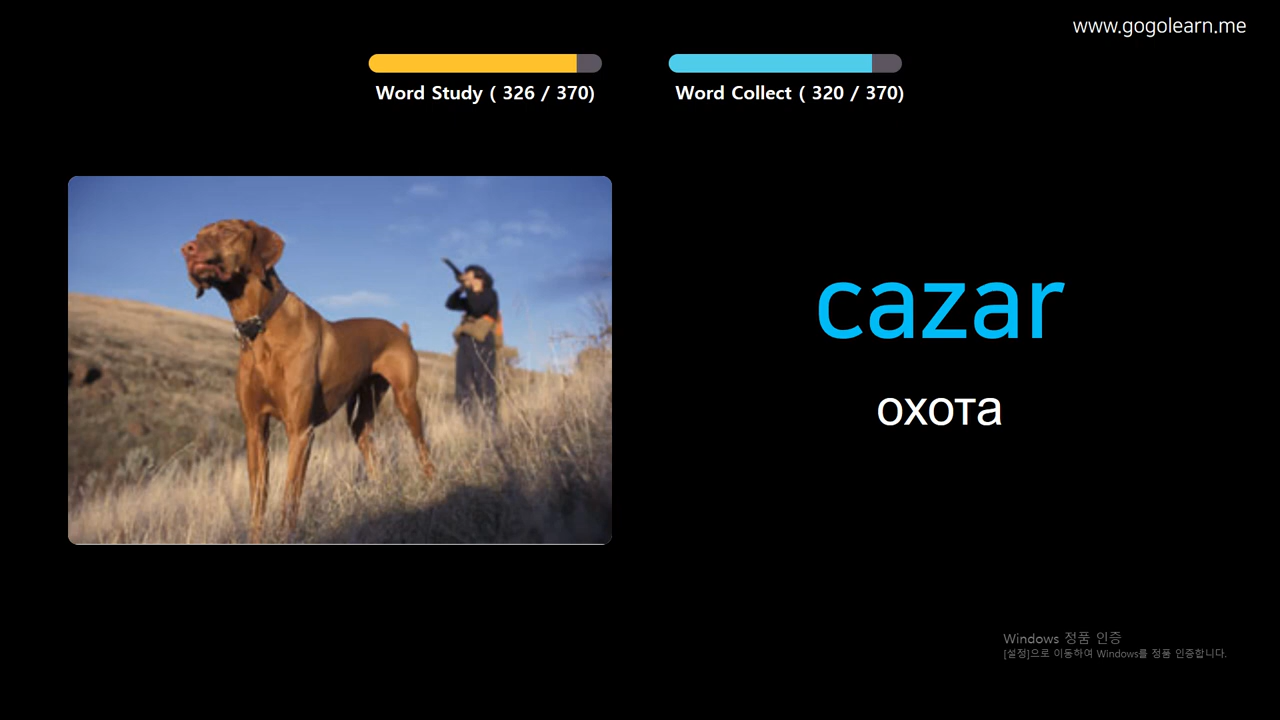 www.gogolearn.me
Word Study ( 326 / 370)
Word Collect ( 320 / 370)
cazar
охота
Windows 정품 인증
[설정]으로 이동하여 Windows를 정품 인증합니다.